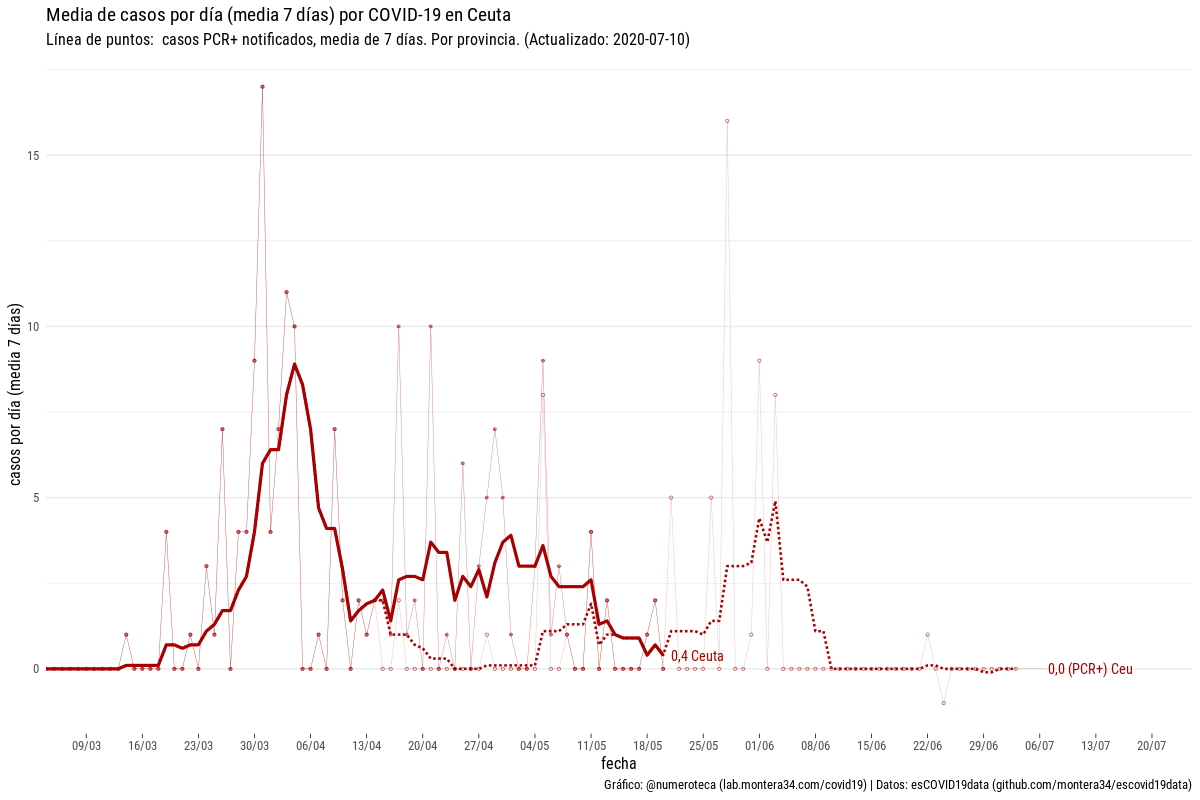 Media de casos por día (media 7 días) por COVID-19 en Ceuta
Línea de puntos:  casos PCR+ notificados, media de 7 días. Por provincia. (Actualizado: 2020-07-10)
casos por día (media 7 días)
15
10
5
0
0,4 Ceuta
0,0 (PCR+) Ceu
09/03 16/03 23/03 30/03 06/04 13/04 20/04 27/04 04/05 11/05 18/05 25/05 01/06 08/06 15/06 22/06 29/06 06/07 13/07 20/07
fecha
Gráfico: @numeroteca (lab.montera34.com/covid19) | Datos: esCOVID19data (github.com/montera34/escovid19data)